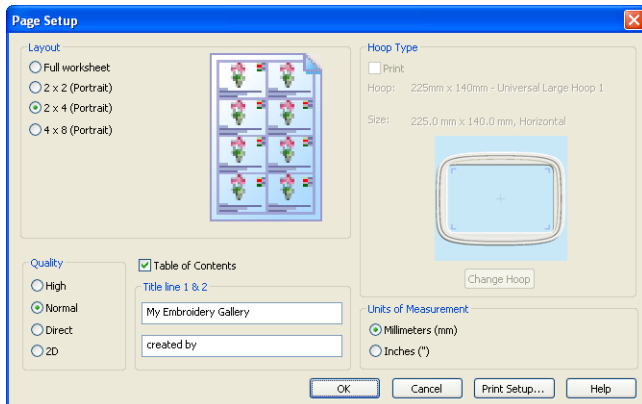 Page Setup
Layout
Full worksheet
2 x 2 (Portrait)
2 x 4 (Portrait)
4 x 8 (Portrait)
Hoop Type
Print
Hoop: 225mm x 140mm - Universal Large Hoop 1
Size: 225.0 mm x 140.0 mm, Horizontal
Change Hoop
Quality
High
Normal
Direct
2D
Table of Contents
Title line 1 & 2
My Embroidery Gallery
created by
Units of Measurement
Millimeters (mm)
Inches (")
OK
Cancel
Print Setup...
Help